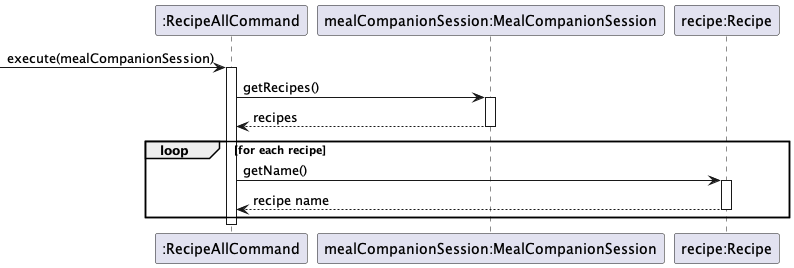 :RecipeAllCommand mealCompanionSession:MealCompanionSession recipe:Recipe
execute(mealCompanionSession)
getRecipes()
recipes
loop [for each recipe]
getName()
recipe name
:RecipeAllCommand mealCompanionSession:MealCompanionSession recipe:Recipe